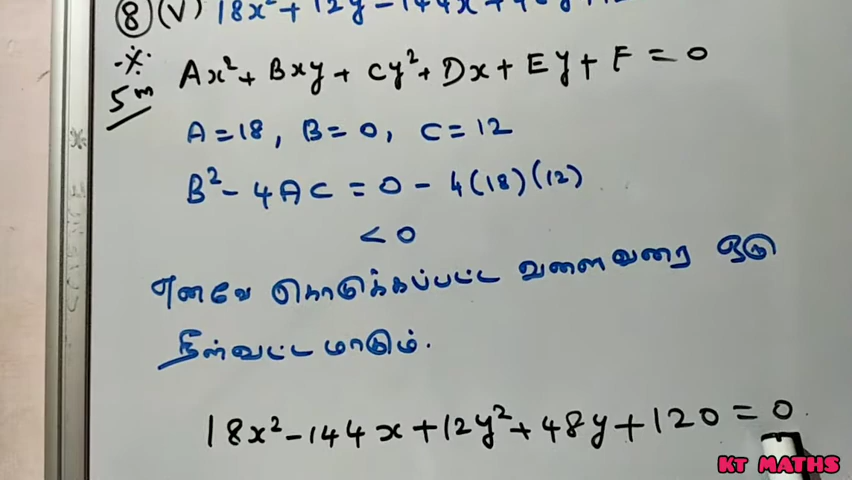 8 (V) 18x² + 12y² - 144x + 48y + 120
5m Ax² + Bxy + Cy² + Dx + Ey + F = 0
A = 18, B = 0, C = 12
B² - 4AC = 0 - 4(18)(12)
< 0
எனவே கொடுக்கப்பட்ட வளைவரை ஒரு
நீள்வட்டமாகும்.
18x² - 144x + 12y² + 48y + 120 = 0
KT MATHS